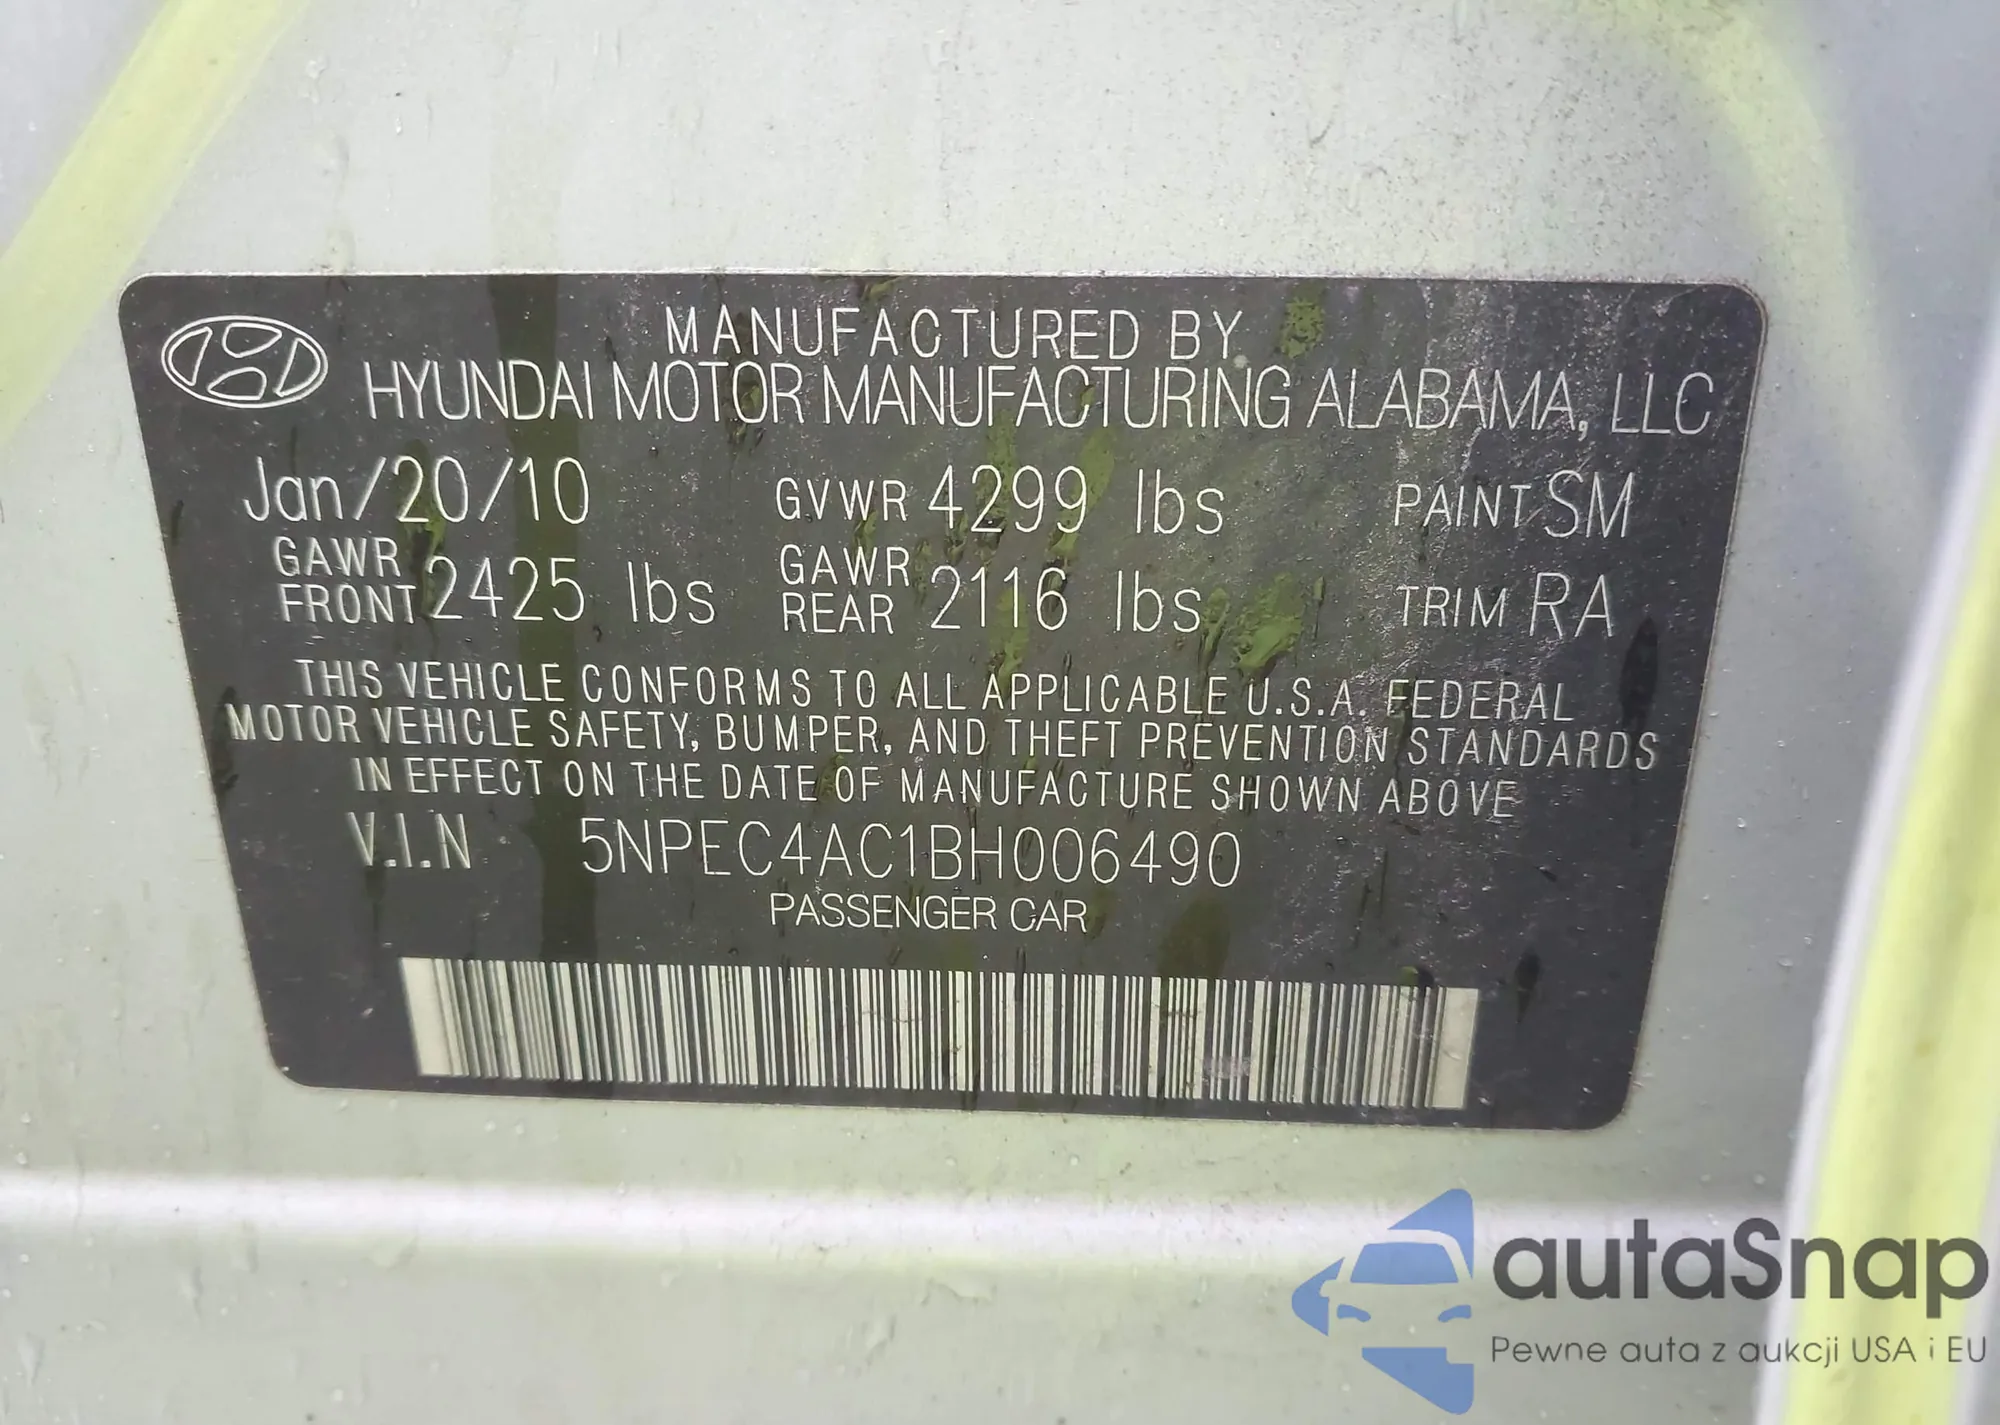 MANUFACTURED BY
HYUNDAI MOTOR MANUFACTURING ALABAMA, LLC
Jan/20/10 GVWR 4299 lbs PAINT SM
GAWR FRONT 2425 lbs GAWR REAR 2116 lbs TRIM RA
THIS VEHICLE CONFORMS TO ALL APPLICABLE U.S.A. FEDERAL
MOTOR VEHICLE SAFETY, BUMPER, AND THEFT PREVENTION STANDARDS
IN EFFECT ON THE DATE OF MANUFACTURE SHOWN ABOVE
V.I.N 5NPEC4AC1BH006490
PASSENGER CAR
autaSnap
Pewne auta z aukcji USA i EU